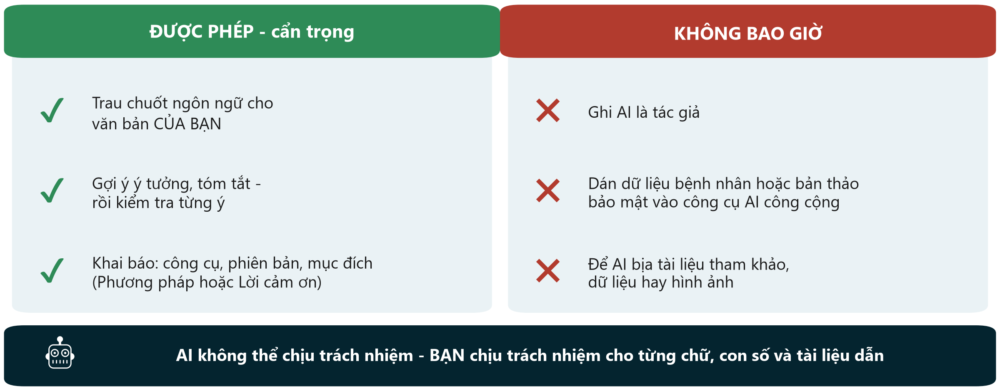 ĐƯỢC PHÉP - cẩn trọng
Trau chuốt ngôn ngữ cho
văn bản CỦA BẠN
Gợi ý ý tưởng, tóm tắt -
rồi kiểm tra từng ý
Khai báo: công cụ, phiên bản, mục đích
(Phương pháp hoặc Lời cảm ơn)
KHÔNG BAO GIỜ
Ghi AI là tác giả
Dán dữ liệu bệnh nhân hoặc bản thảo
bảo mật vào công cụ AI công cộng
Để AI bịa tài liệu tham khảo,
dữ liệu hay hình ảnh
AI không thể chịu trách nhiệm - BẠN chịu trách nhiệm cho từng chữ, con số và tài liệu dẫn